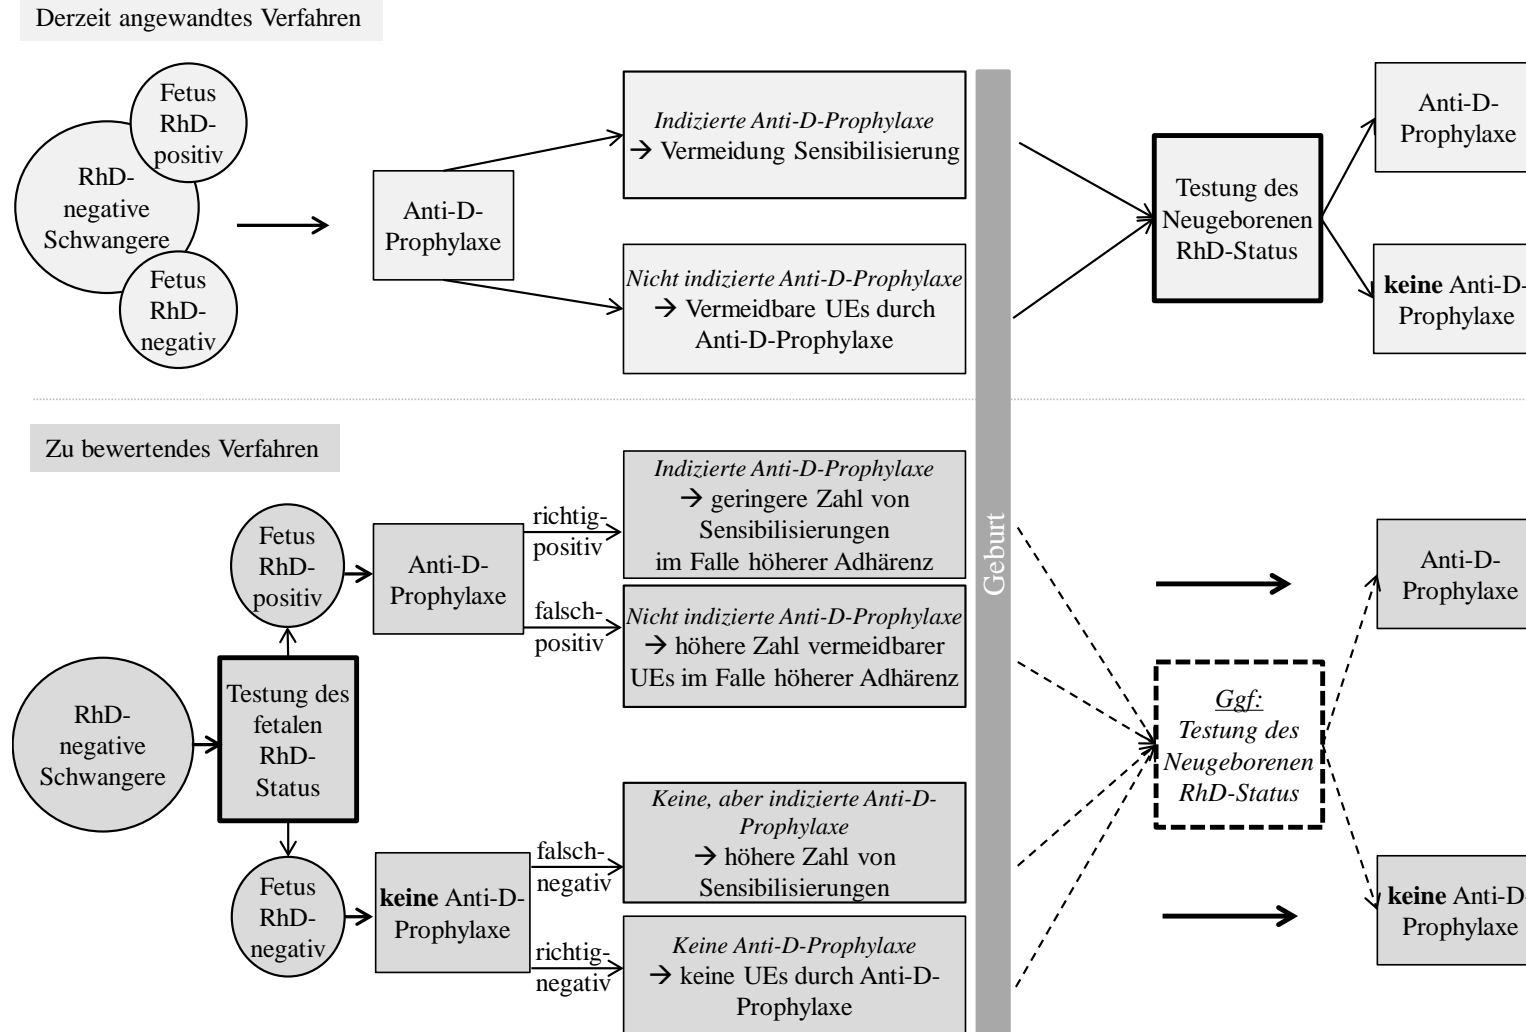 Derzeit angewandtes Verfahren
Fetus
RhD-
positiv
RhD-
negative
Schwangere
Fetus
RhD-
negativ
Anti-D-
Prophylaxe
Indizierte Anti-D-Prophylaxe
→ Vermeidung Sensibilisierung
Nicht indizierte Anti-D-Prophylaxe
→ Vermeidbare UEs durch
Anti-D-Prophylaxe
Testung des
Neugeborenen
RhD-Status
Anti-D-
Prophylaxe
keine Anti-D-
Prophylaxe
Geburt
Zu bewertendes Verfahren
RhD-
negative
Schwangere
Testung des
fetalen
RhD-
Status
Fetus
RhD-
positiv
Anti-D-
Prophylaxe
richtig-
positiv
Indizierte Anti-D-Prophylaxe
→ geringere Zahl von
Sensibilisierungen
im Falle höherer Adhärenz
falsch-
positiv
Nicht indizierte Anti-D-Prophylaxe
→ höhere Zahl vermeidbarer
UEs im Falle höherer Adhärenz
Fetus
RhD-
negativ
keine Anti-D-
Prophylaxe
falsch-
negativ
Keine, aber indizierte Anti-D-
Prophylaxe
→ höhere Zahl von
Sensibilisierungen
richtig-
negativ
Keine Anti-D-Prophylaxe
→ keine UEs durch Anti-D-
Prophylaxe
Ggf:
Testung des
Neugeborenen
RhD-Status
Anti-D-
Prophylaxe
keine Anti-D-
Prophylaxe